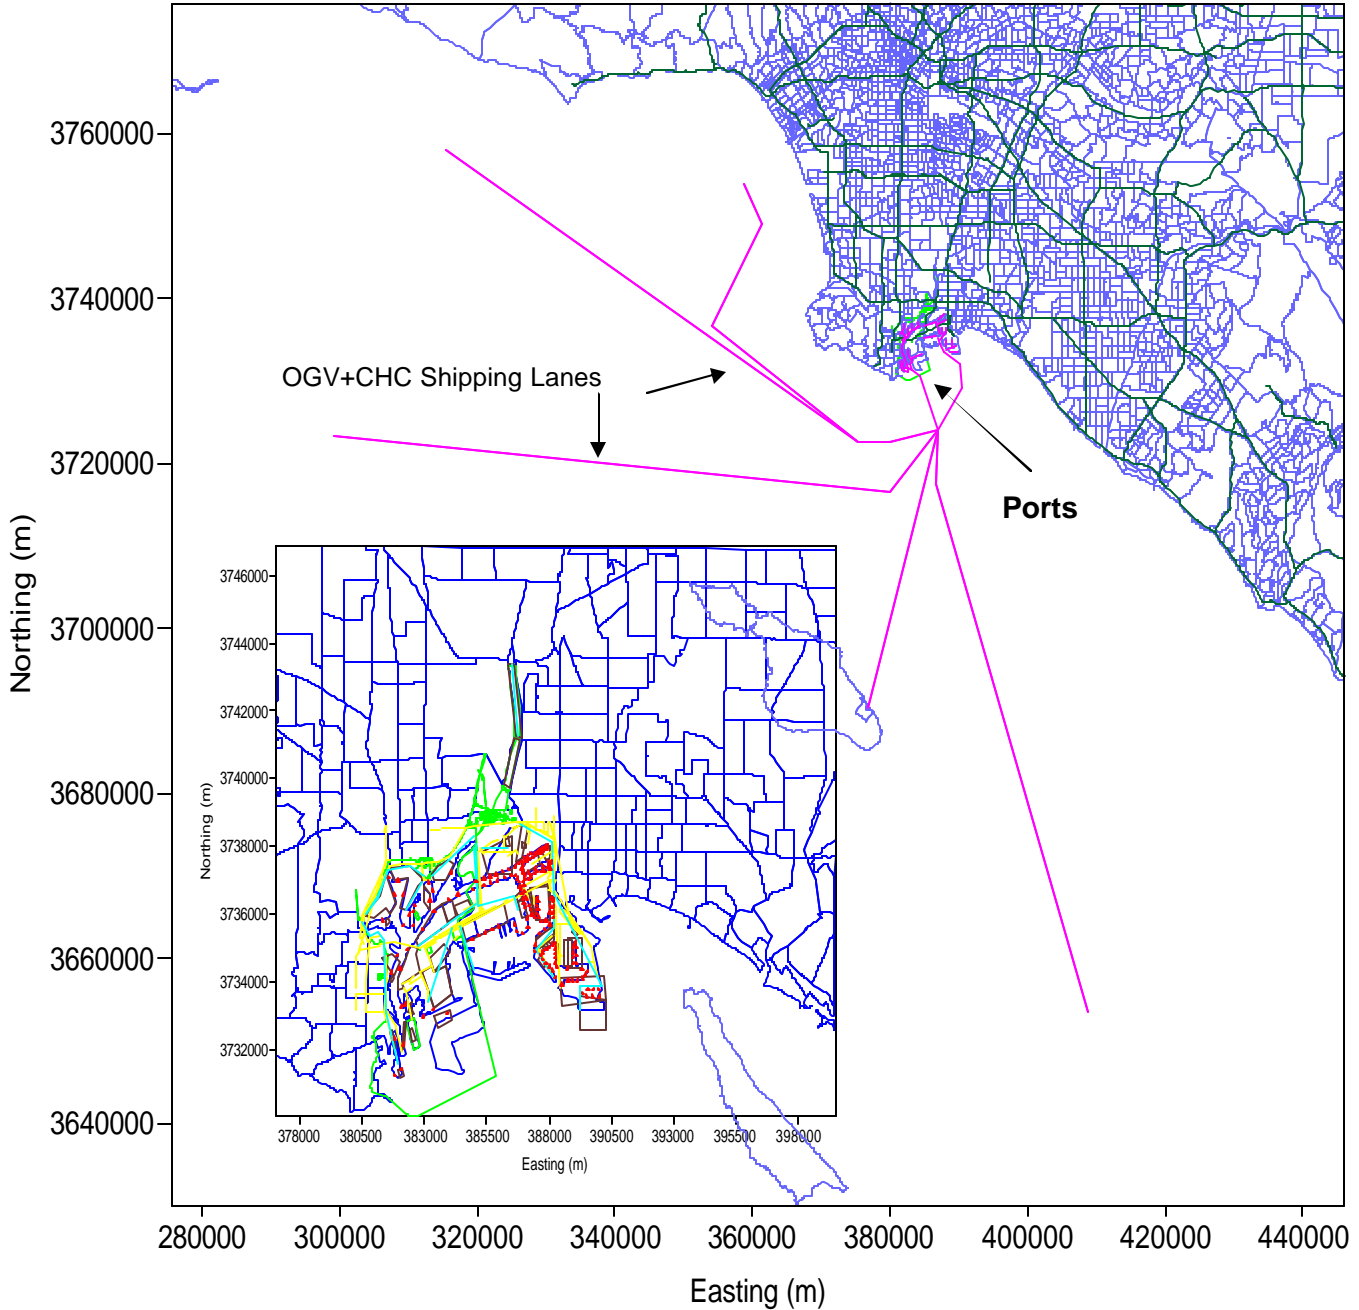 3760000
3740000
OGV+CHC Shipping Lanes
3720000
Ports
Northing (m)
3700000
3680000
3660000
3640000
3746000
3744000
3742000
3740000
Northing (m)
3738000
3736000
3734000
3732000
378000 380500 383000 385500 388000 390500 393000 395500 398000
Easting (m)
280000 300000 320000 340000 360000 380000 400000 420000 440000
Easting (m)